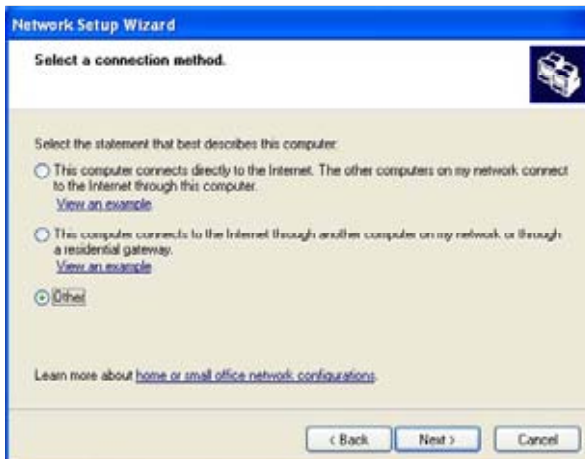 Network Setup Wizard
Select a connection method.
Select the statement that best describes this computer:
This computer connects directly to the Internet. The other computers on my network connect
to the Internet through this computer.
View an example
This computer connects to the Internet through another computer on my network or through
a residential gateway.
View an example
Other
Learn more about home or small office network configurations.
< Back
Next >
Cancel